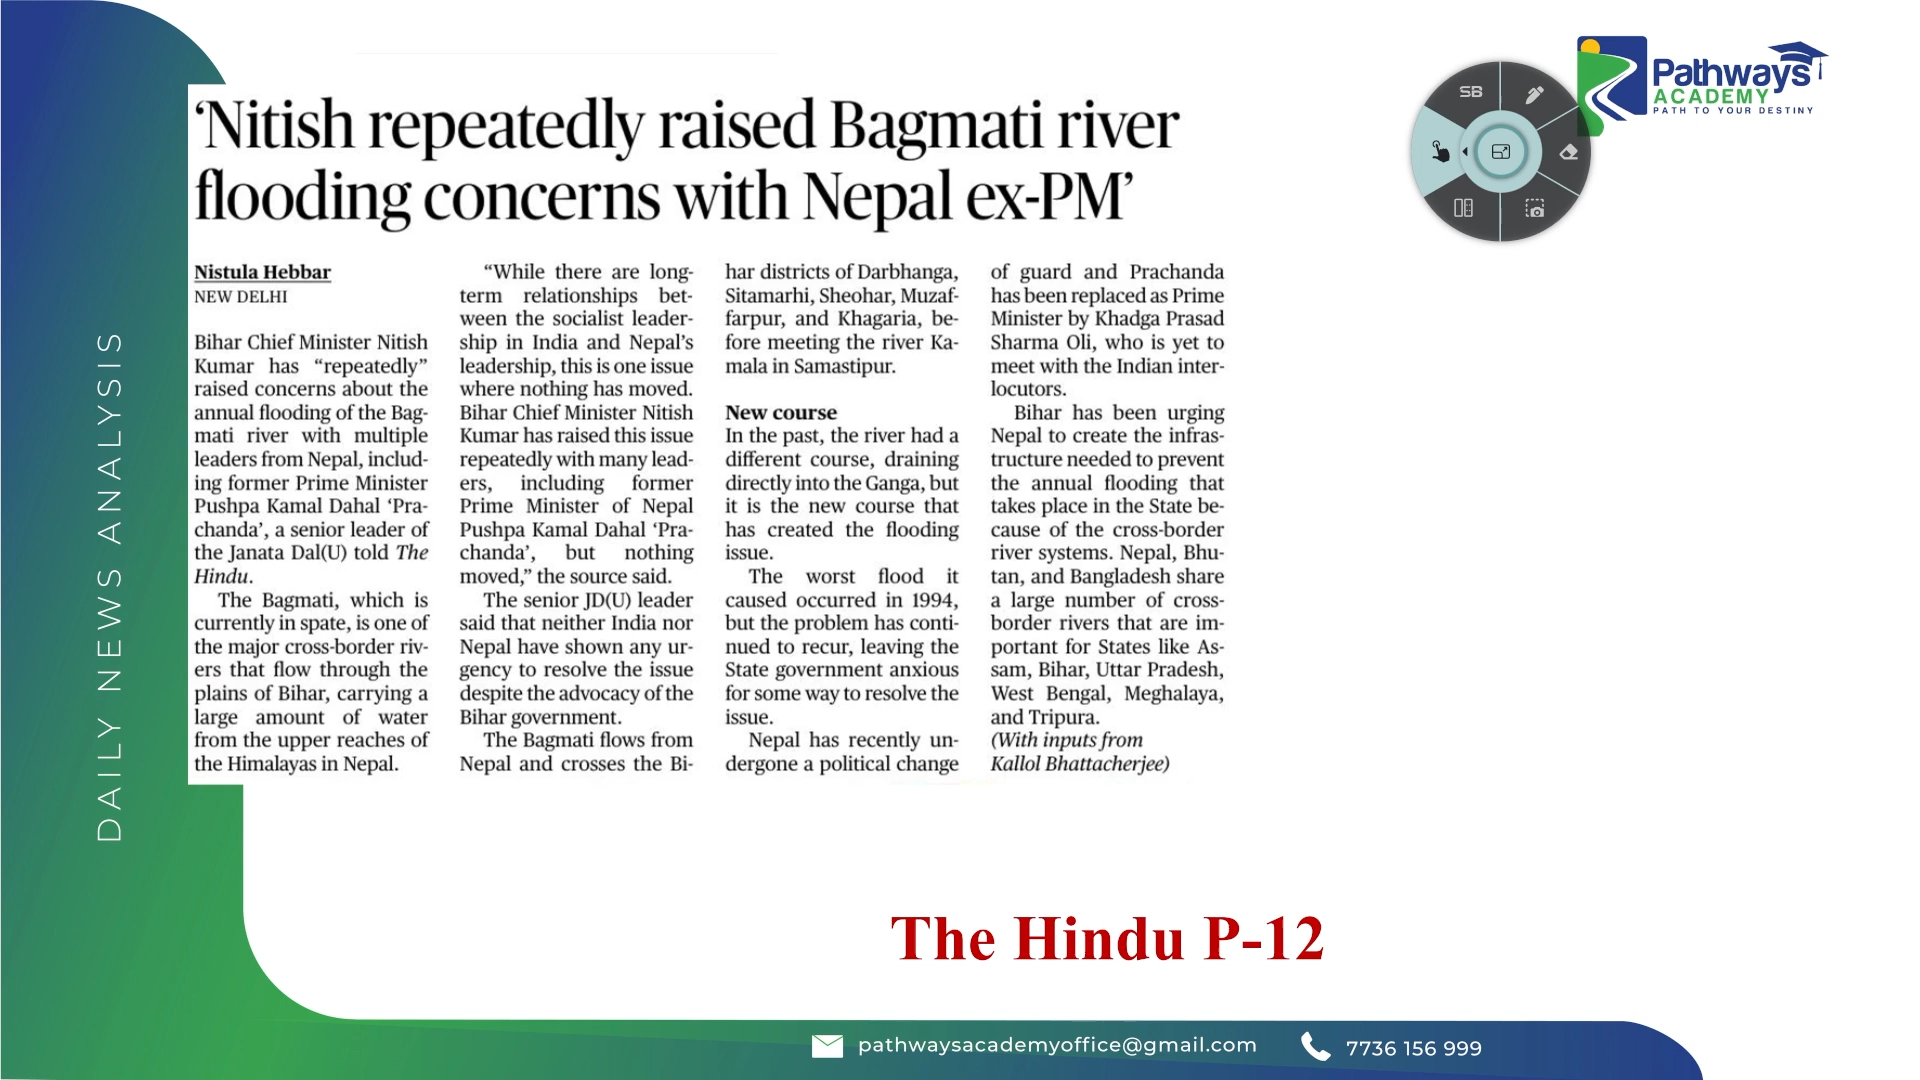 ‘Nitish repeatedly raised Bagmati river
flooding concerns with Nepal ex-PM’
Nistula Hebbar
NEW DELHI
Bihar Chief Minister Nitish
Kumar has “repeatedly”
raised concerns about the
annual flooding of the Bag-
mati river with multiple
leaders from Nepal, includ-
ing former Prime Minister
Pushpa Kamal Dahal ‘Pra-
chanda’, a senior leader of
the Janata Dal(U) told The
Hindu.
The Bagmati, which is
currently in spate, is one of
the major cross-border riv-
ers that flow through the
plains of Bihar, carrying a
large amount of water
from the upper reaches of
the Himalayas in Nepal.
“While there are long-
term relationships bet-
ween the socialist leader-
ship in India and Nepal’s
leadership, this is one issue
where nothing has moved.
Bihar Chief Minister Nitish
Kumar has raised this issue
repeatedly with many lead-
ers, including former
Prime Minister of Nepal
Pushpa Kamal Dahal ‘Pra-
chanda’, but nothing
moved,” the source said.
The senior JD(U) leader
said that neither India nor
Nepal have shown any ur-
gency to resolve the issue
despite the advocacy of the
Bihar government.
The Bagmati flows from
Nepal and crosses the Bi-
har districts of Darbhanga,
Sitamarhi, Sheohar, Muzaf-
farpur, and Khagaria, be-
fore meeting the river Ka-
mala in Samastipur.
New course
In the past, the river had a
different course, draining
directly into the Ganga, but
it is the new course that
has created the flooding
issue.
The worst flood it
caused occurred in 1994,
but the problem has conti-
nued to recur, leaving the
State government anxious
for some way to resolve the
issue.
Nepal has recently un-
dergone a political change
of guard and Prachanda
has been replaced as Prime
Minister by Khadga Prasad
Sharma Oli, who is yet to
meet with the Indian inter-
locutors.
Bihar has been urging
Nepal to create the infras-
tructure needed to prevent
the annual flooding that
takes place in the State be-
cause of the cross-border
river systems. Nepal, Bhu-
tan, and Bangladesh share
a large number of cross-
border rivers that are im-
portant for States like As-
sam, Bihar, Uttar Pradesh,
West Bengal, Meghalaya,
and Tripura.
(With inputs from
Kallol Bhattacherjee)
SB
Pathways
ACADEMY
PATH TO YOUR DESTINY
DAILY NEWS ANALYSIS
The Hindu P-12
pathwaysacademyoffice@gmail.com
7736 156 999